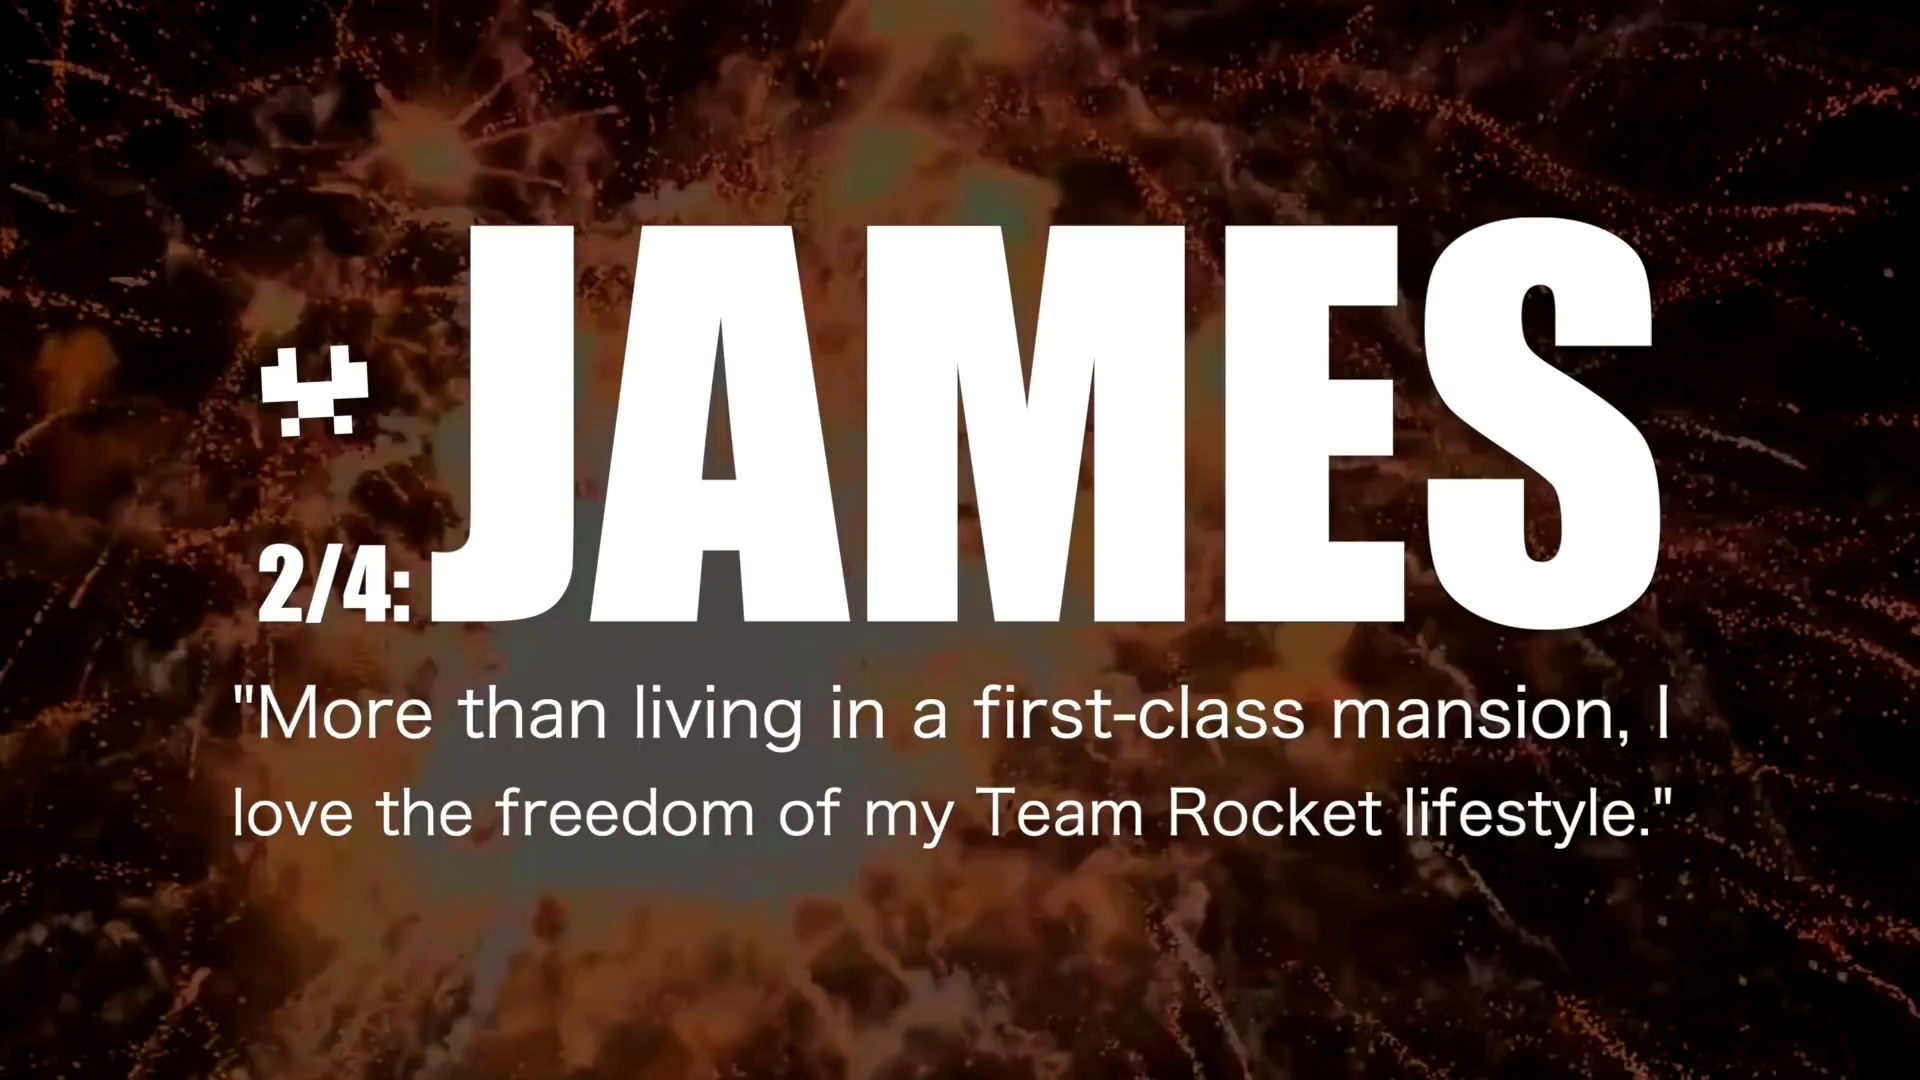 2/4: JAMES
"More than living in a first-class mansion, I
love the freedom of my Team Rocket lifestyle."